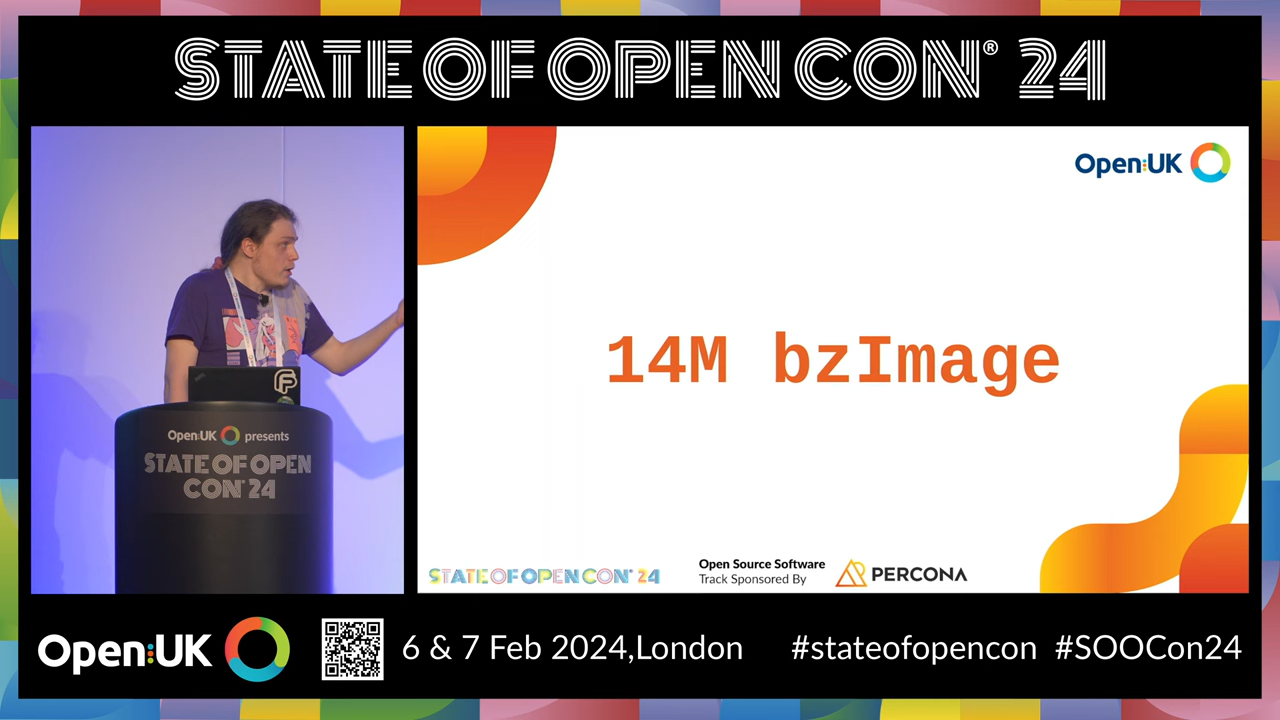 STATE OF OPEN CON® 24
Open:UK
14M bzImage
Open:UK presents
STATE OF OPEN
CON® 24
STATE OF OPEN CON® 24
Open Source Software
Track Sponsored By
PERCONA
Open:UK
6 & 7 Feb 2024,London
#stateofopencon #SOOCon24